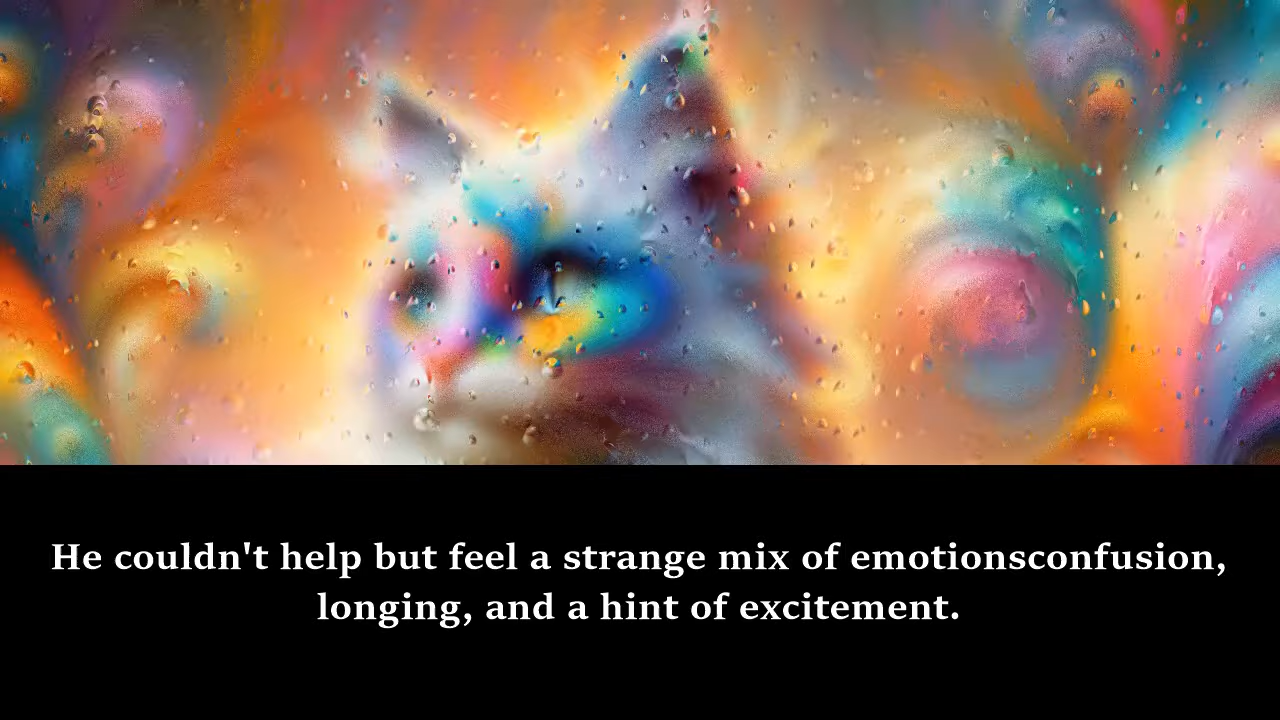 He couldn't help but feel a strange mix of emotionsconfusion,
longing, and a hint of excitement.